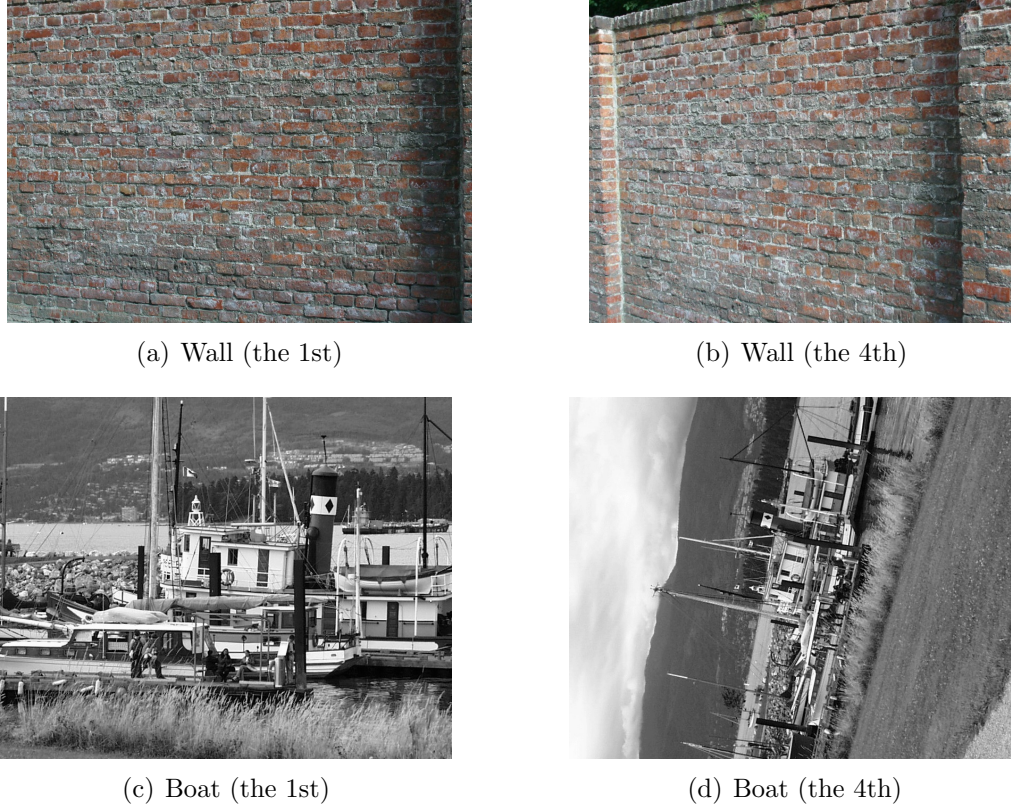 (a) Wall (the 1st)
(b) Wall (the 4th)
(c) Boat (the 1st)
(d) Boat (the 4th)